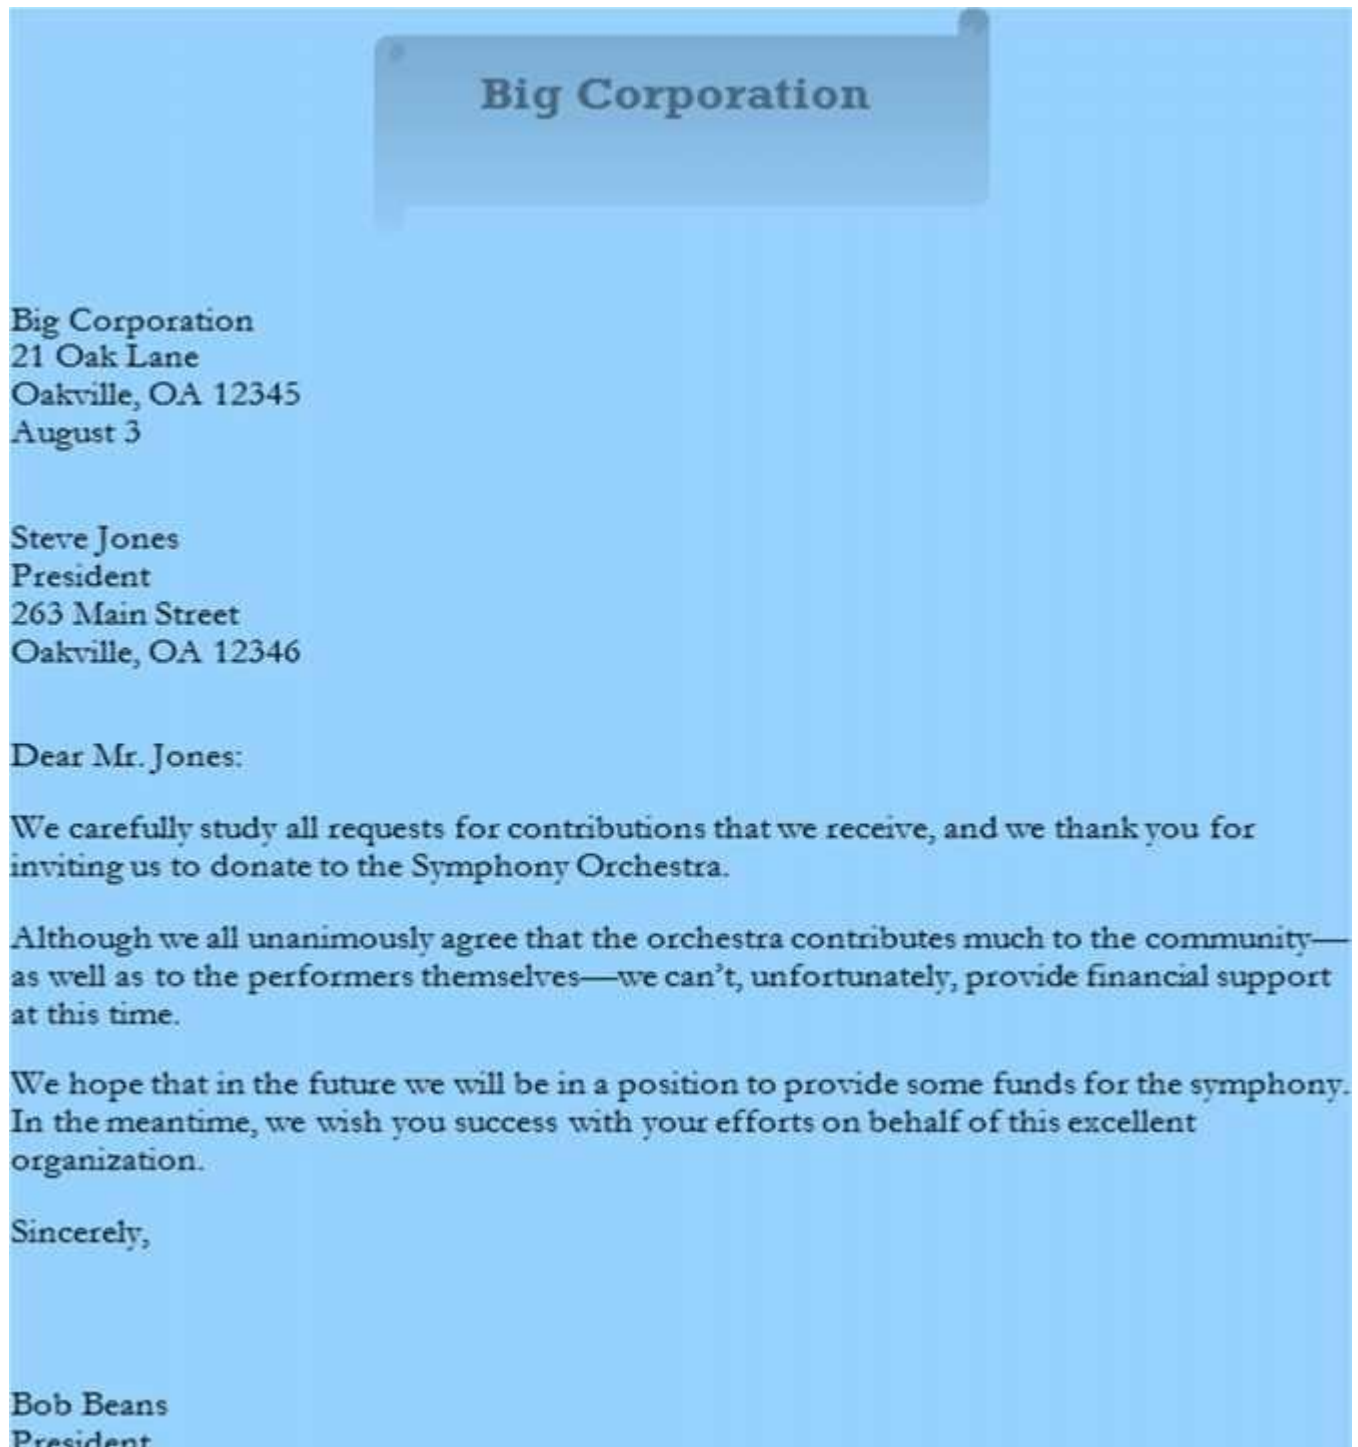 Big Corporation
Big Corporation
21 Oak Lane
Oakville, OA 12345
August 3
Steve Jones
President
263 Main Street
Oakville, OA 12346
Dear Mr. Jones:
We carefully study all requests for contributions that we receive, and we thank you for
inviting us to donate to the Symphony Orchestra.
Although we all unanimously agree that the orchestra contributes much to the community—
as well as to the performers themselves—we can’t, unfortunately, provide financial support
at this time.
We hope that in the future we will be in a position to provide some funds for the symphony.
In the meantime, we wish you success with your efforts on behalf of this excellent
organization.
Sincerely,
Bob Beans
President